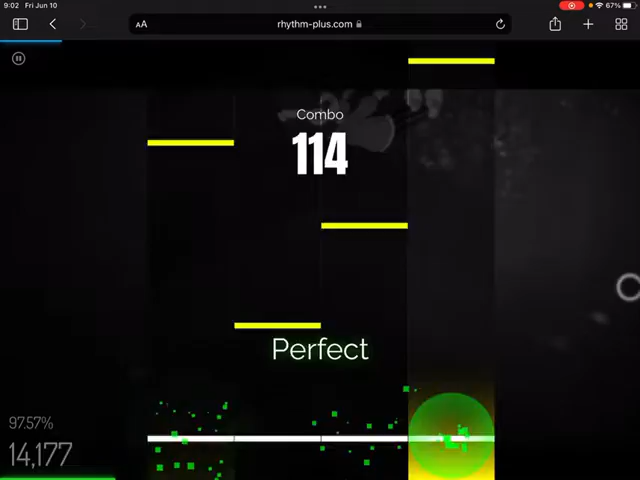 9:02 Fri Jun 10
67%
AA
rhythm-plus.com
Combo
114
Perfect
97.57%
14,177